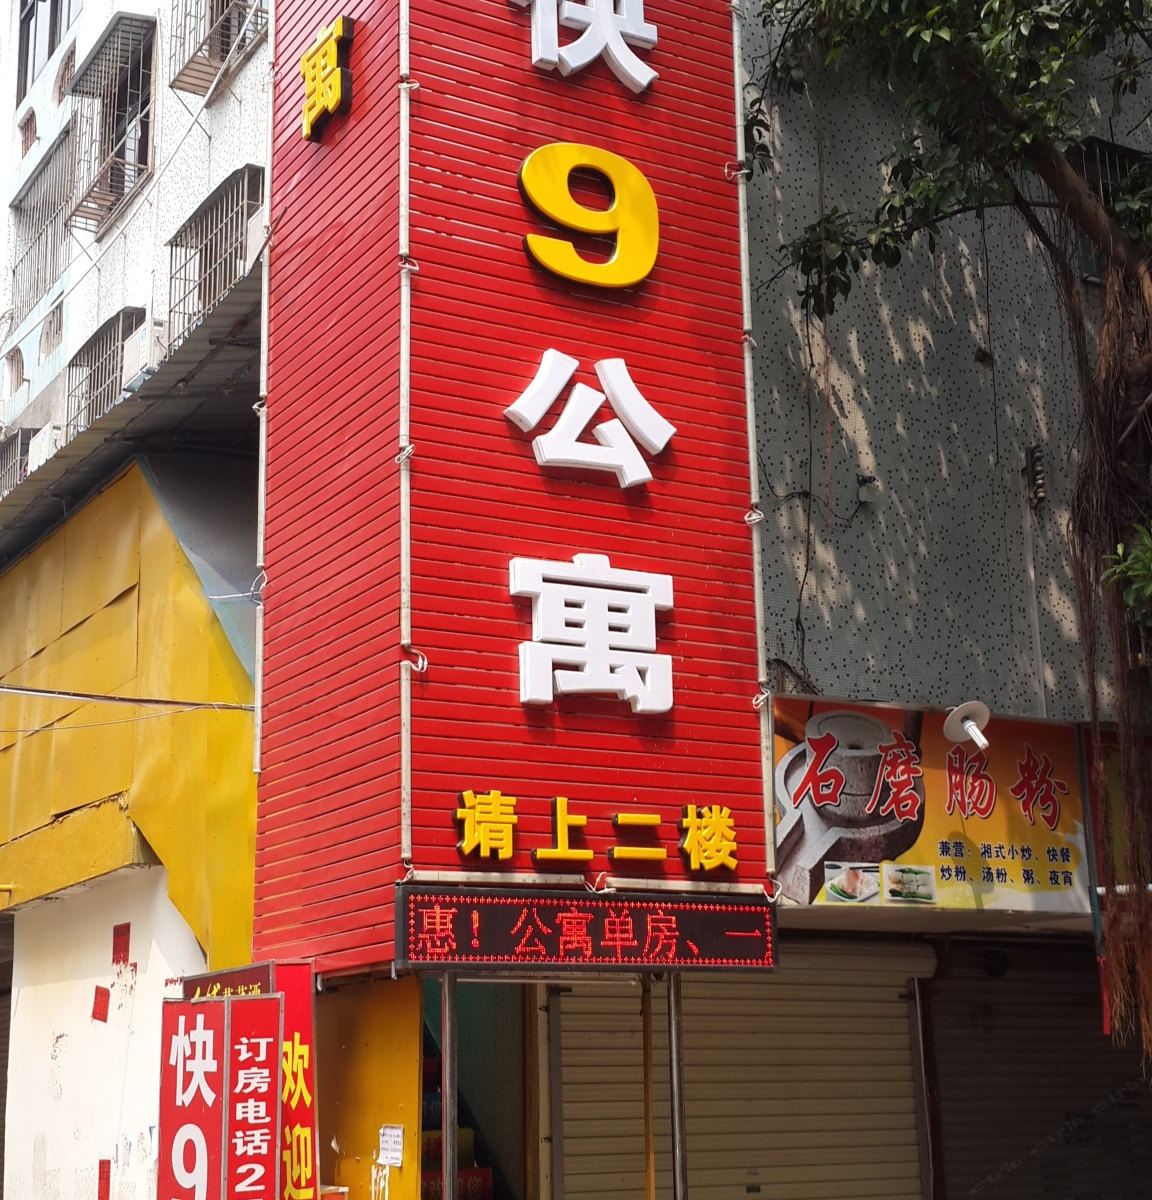 寓
快
9
公
寓
请上二楼
惠！公寓单房、一
石磨肠粉
兼营：湘式小炒、快餐
炒粉、汤粉、粥、夜宵
快9
订房电话2
欢迎